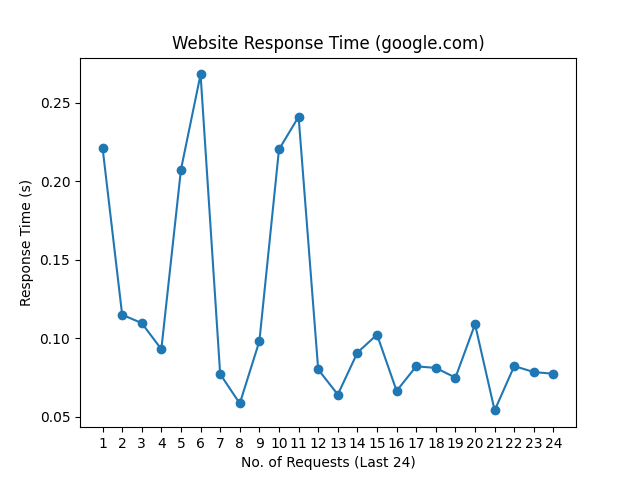 Website Response Time (google.com)
Response Time (s)
0.25
0.20
0.15
0.10
0.05
1 2 3 4 5 6 7 8 9 10 11 12 13 14 15 16 17 18 19 20 21 22 23 24
No. of Requests (Last 24)